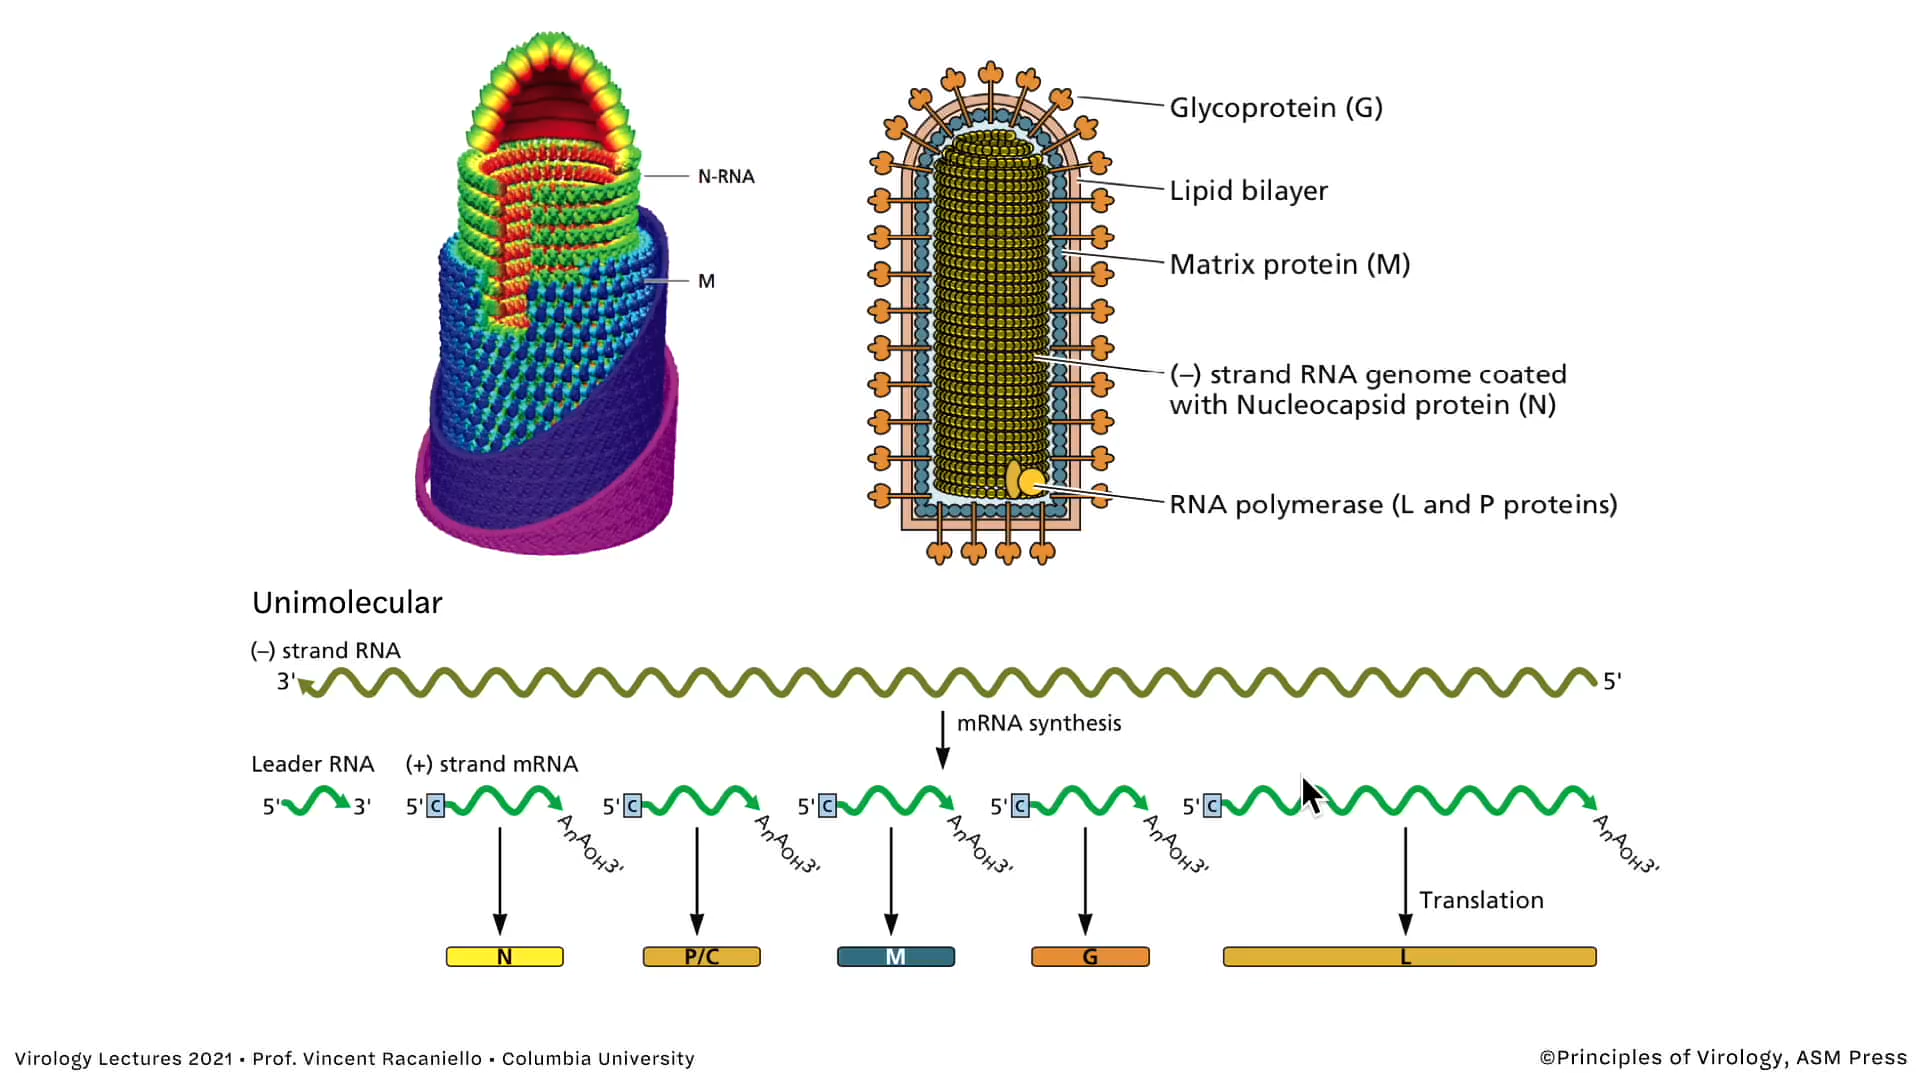 N-RNA
M
Glycoprotein (G)
Lipid bilayer
Matrix protein (M)
(–) strand RNA genome coated
with Nucleocapsid protein (N)
RNA polymerase (L and P proteins)
Unimolecular
(–) strand RNA
3' 5'
mRNA synthesis
Leader RNA (+) strand mRNA
5' 3' 5' C AnAOH3' 5' C AnAOH3' 5' C AnAOH3' 5' C AnAOH3' 5' C AnAOH3'
Translation
N P/C M G L
Virology Lectures 2021 • Prof. Vincent Racaniello • Columbia University
©Principles of Virology, ASM Press